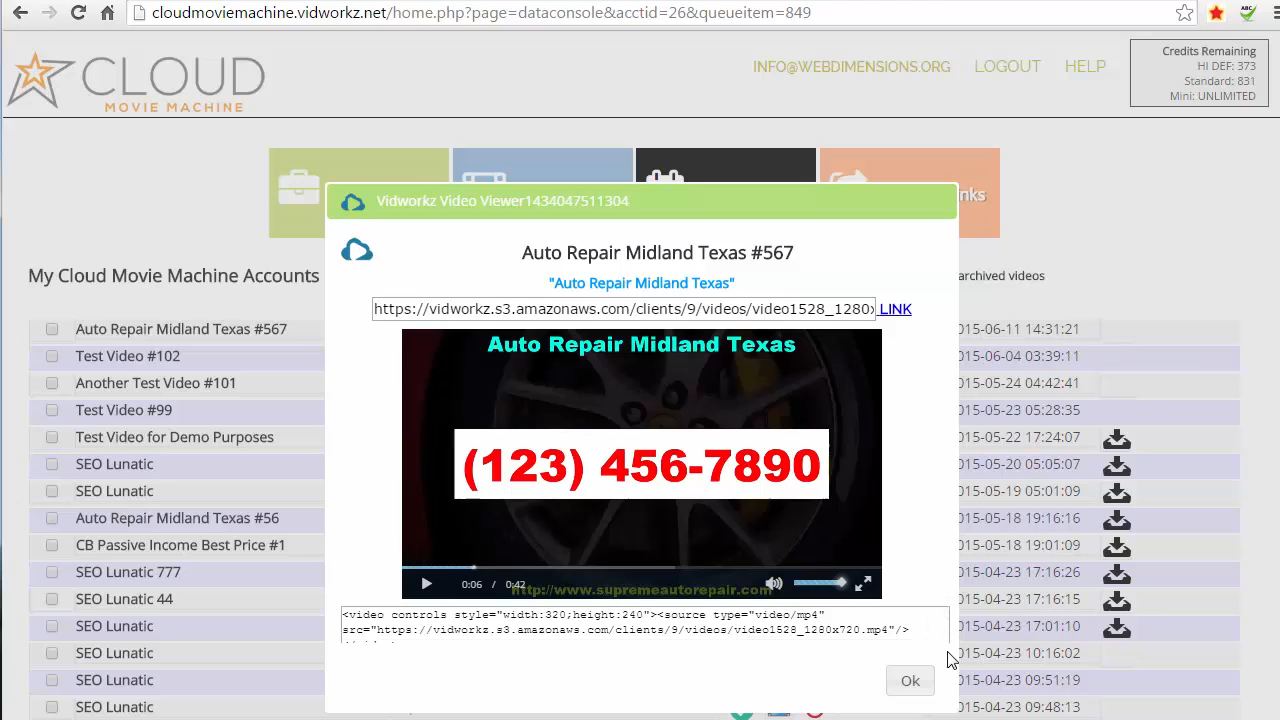 cloudmoviemachine.vidworkz.net/home.php?page=dataconsole&acctid=26&queueitem=849
ABC
CLOUD
MOVIE MACHINE
INFO@WEBDIMENSIONS.ORG LOGOUT HELP
Credits Remaining
HI DEF: 373
Standard: 831
Mini: UNLIMITED
inks
Vidworkz Video Viewer1434047511304
Auto Repair Midland Texas #567
"Auto Repair Midland Texas"
https://vidworkz.s3.amazonaws.com/clients/9/videos/video1528_1280x LINK
Auto Repair Midland Texas
(123) 456-7890
0:06 / 0:42
http://www.supremeautorepair.com
<video controls style="width:320;height:240"><source type="video/mp4"
src="https://vidworkz.s3.amazonaws.com/clients/9/videos/video1528_1280x720.mp4"/>
Ok
My Cloud Movie Machine Accounts archived videos
Auto Repair Midland Texas #567 2015-06-11 14:31:21
Test Video #102 2015-06-04 03:39:11
Another Test Video #101 2015-05-24 04:42:41
Test Video #99 2015-05-23 05:28:35
Test Video for Demo Purposes 2015-05-22 17:24:07
SEO Lunatic 2015-05-20 05:05:07
SEO Lunatic 2015-05-19 05:01:09
Auto Repair Midland Texas #56 2015-05-18 19:16:16
CB Passive Income Best Price #1 2015-05-18 19:01:09
SEO Lunatic 777 2015-04-23 17:16:26
SEO Lunatic 44 2015-04-23 17:16:15
SEO Lunatic 2015-04-23 17:01:10
SEO Lunatic 2015-04-23 10:16:02
SEO Lunatic 2015-04-23 09:51:19
SEO Lunatic 2015-04-23 09:48:13